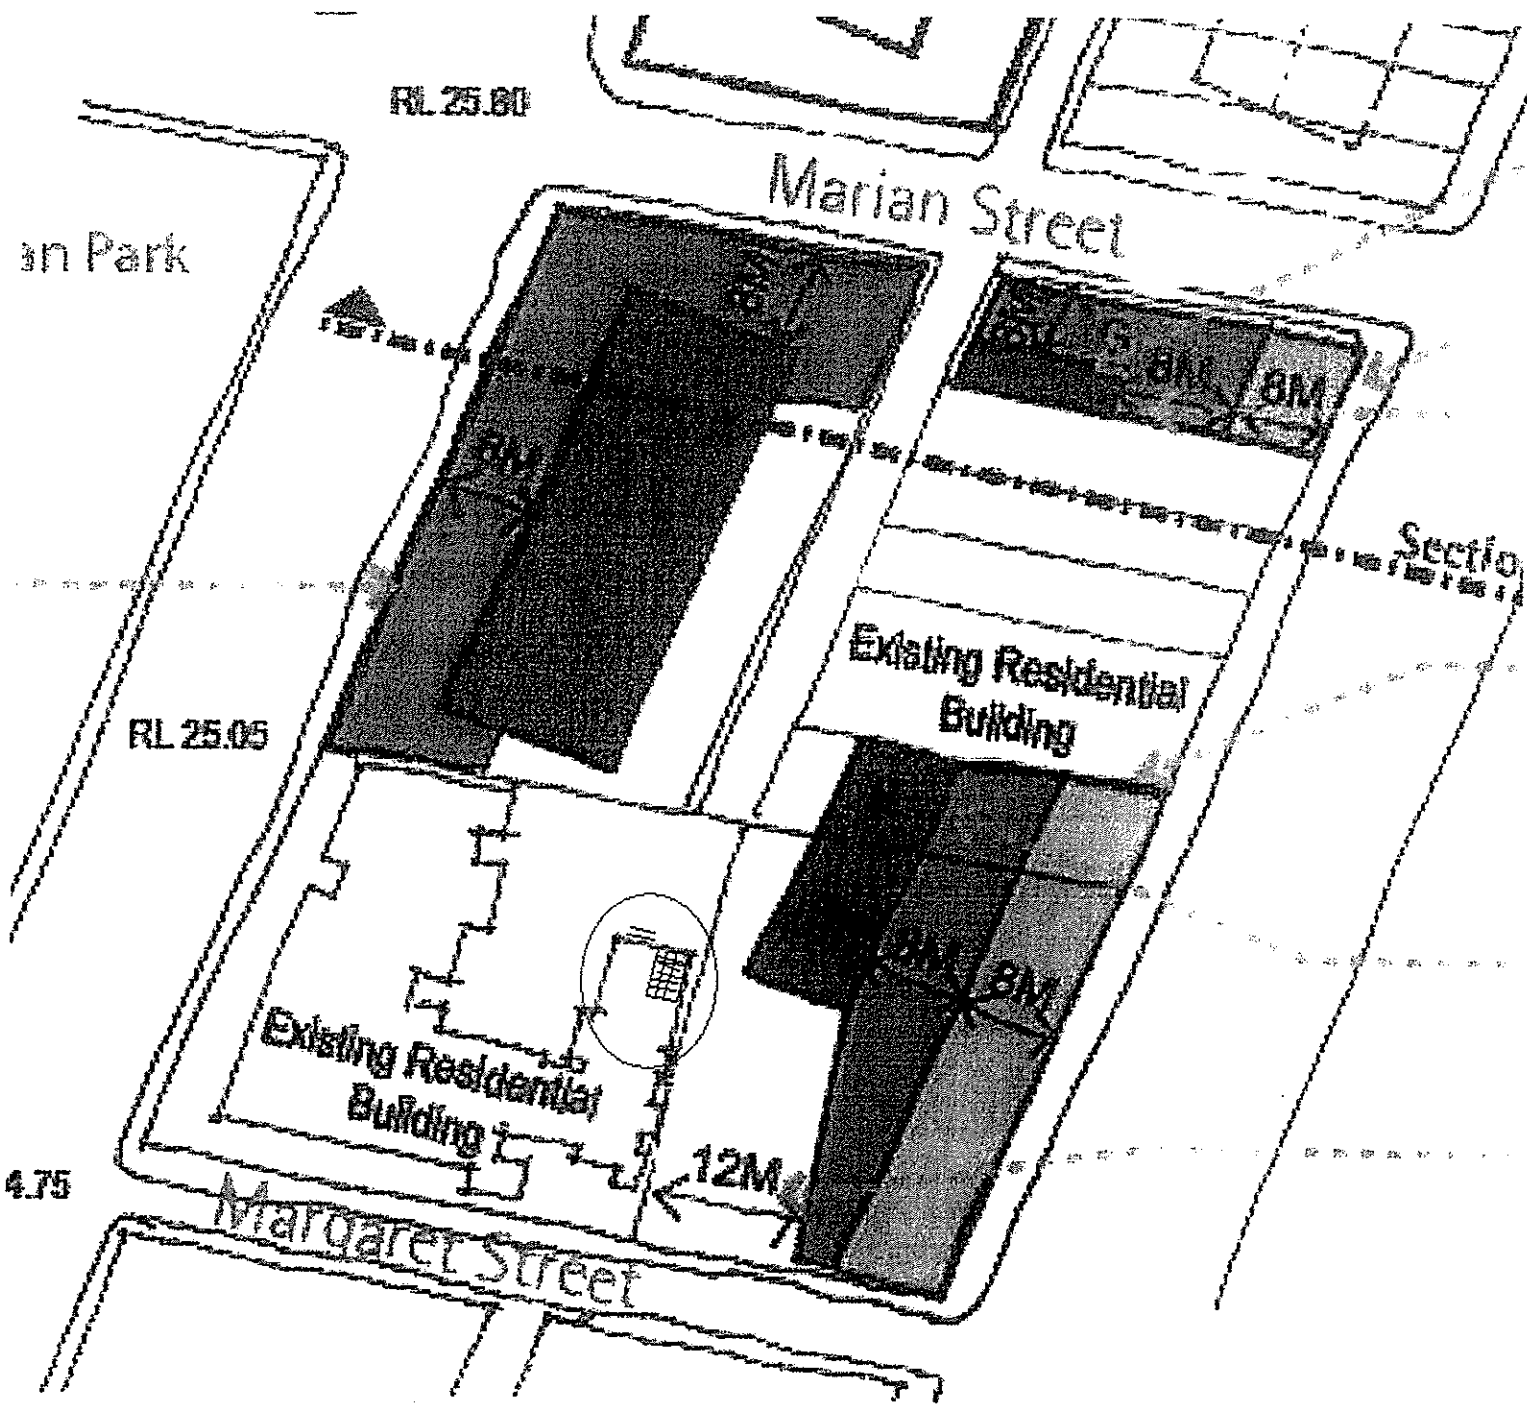 RL 25.80
Marian Street
an Park
8M
G
8M
8M
8M
Sectio
Existing Residential
Building
RL 25.05
8M
8M
Existing Residential
Building
12M
4.75
Margaret Street